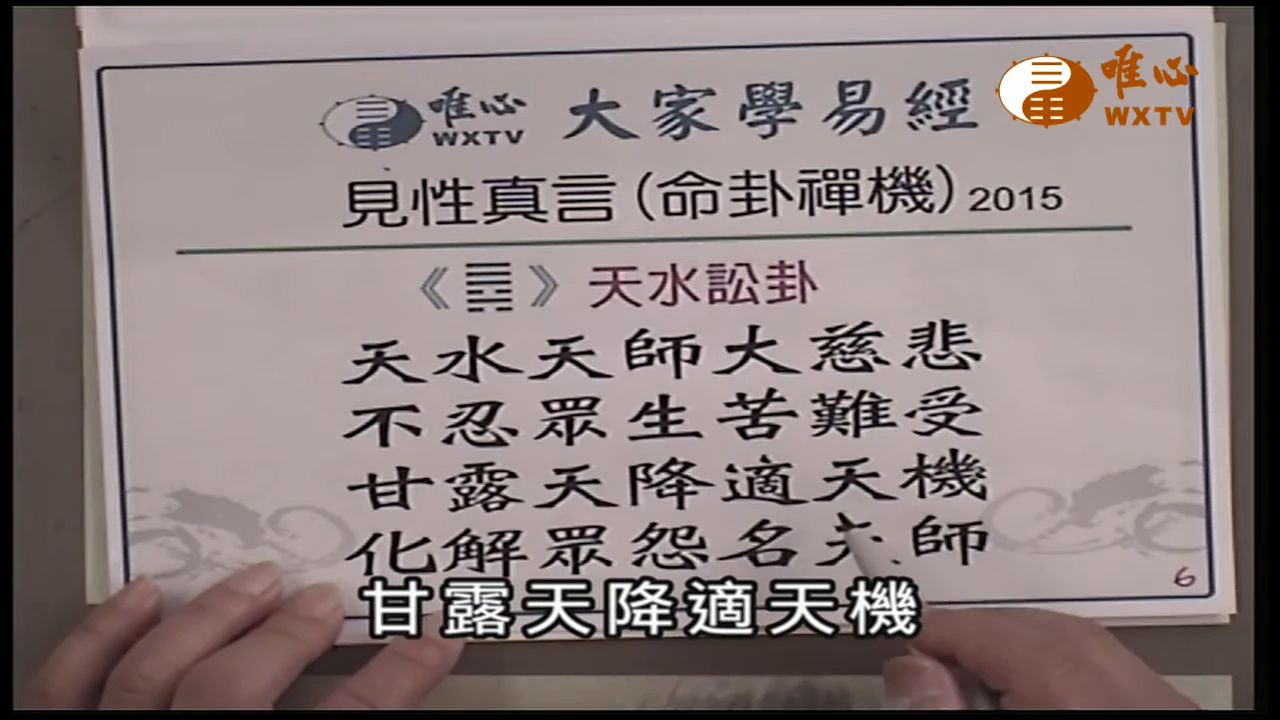 唯心 WXTV 大家學易經
唯心 WXTV
見性真言(命卦禪機)2015
《䷅》天水訟卦
天水天師大慈悲
不忍眾生苦難受
甘露天降適天機
化解眾怨名天師
6
甘露天降適天機